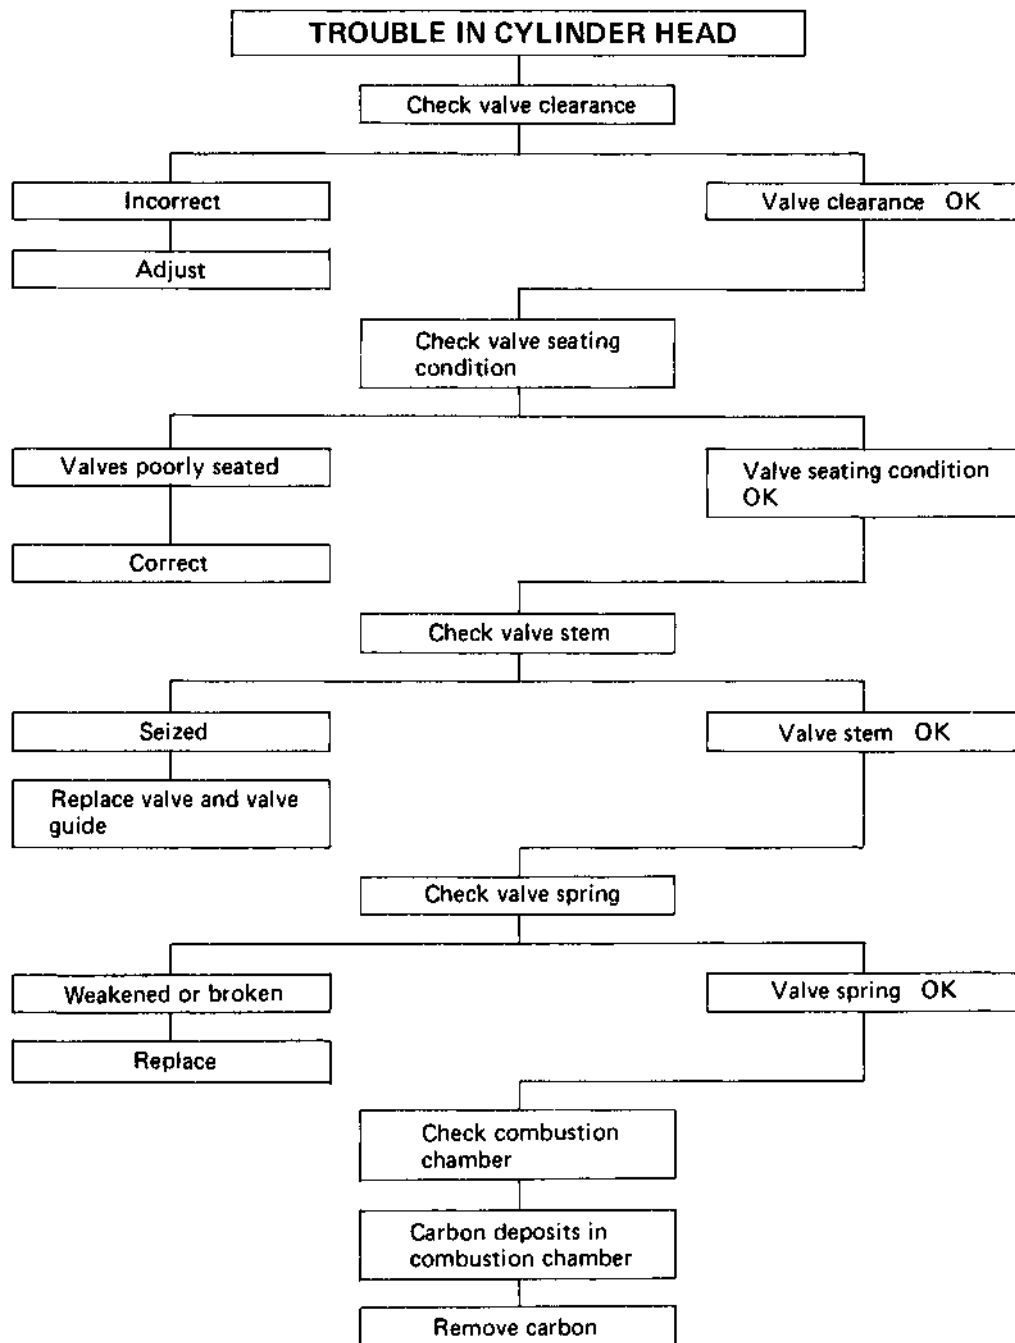 TROUBLE IN CYLINDER HEAD
Check valve clearance
Incorrect
Valve clearance OK
Adjust
Check valve seating
condition
Valves poorly seated
Valve seating condition
OK
Correct
Check valve stem
Seized
Valve stem OK
Replace valve and valve
guide
Check valve spring
Weakened or broken
Valve spring OK
Replace
Check combustion
chamber
Carbon deposits in
combustion chamber
Remove carbon